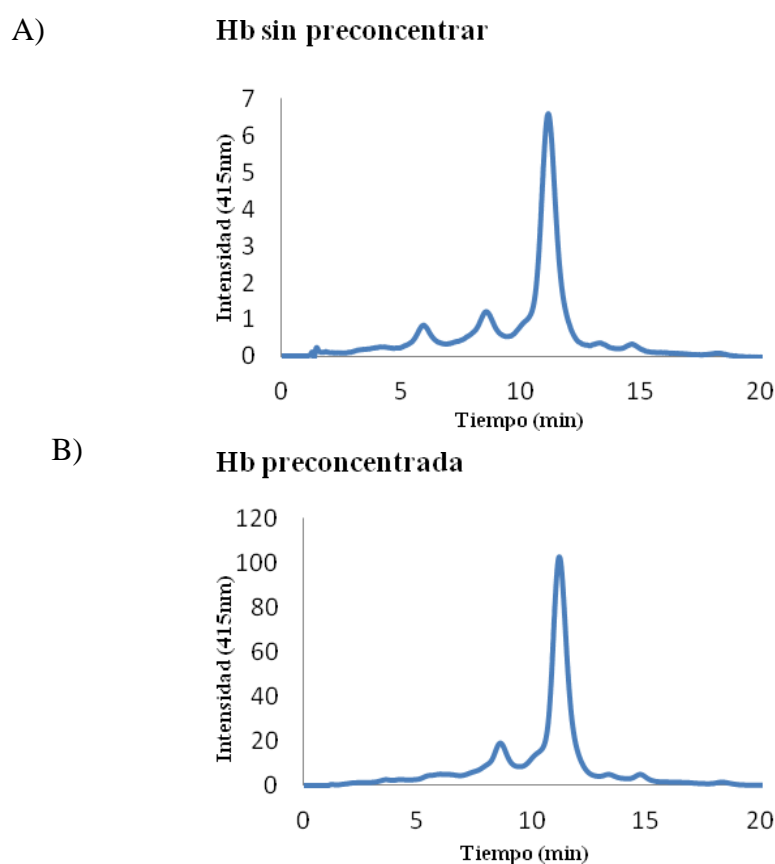 A)
Hb sin preconcentrar
Intensidad (415nm)
7
6
5
4
3
2
1
0
0 5 10 15 20
Tiempo (min)
B)
Hb preconcentrada
Intensidad (415nm)
120
100
80
60
40
20
0
0 5 10 15 20
Tiempo (min)